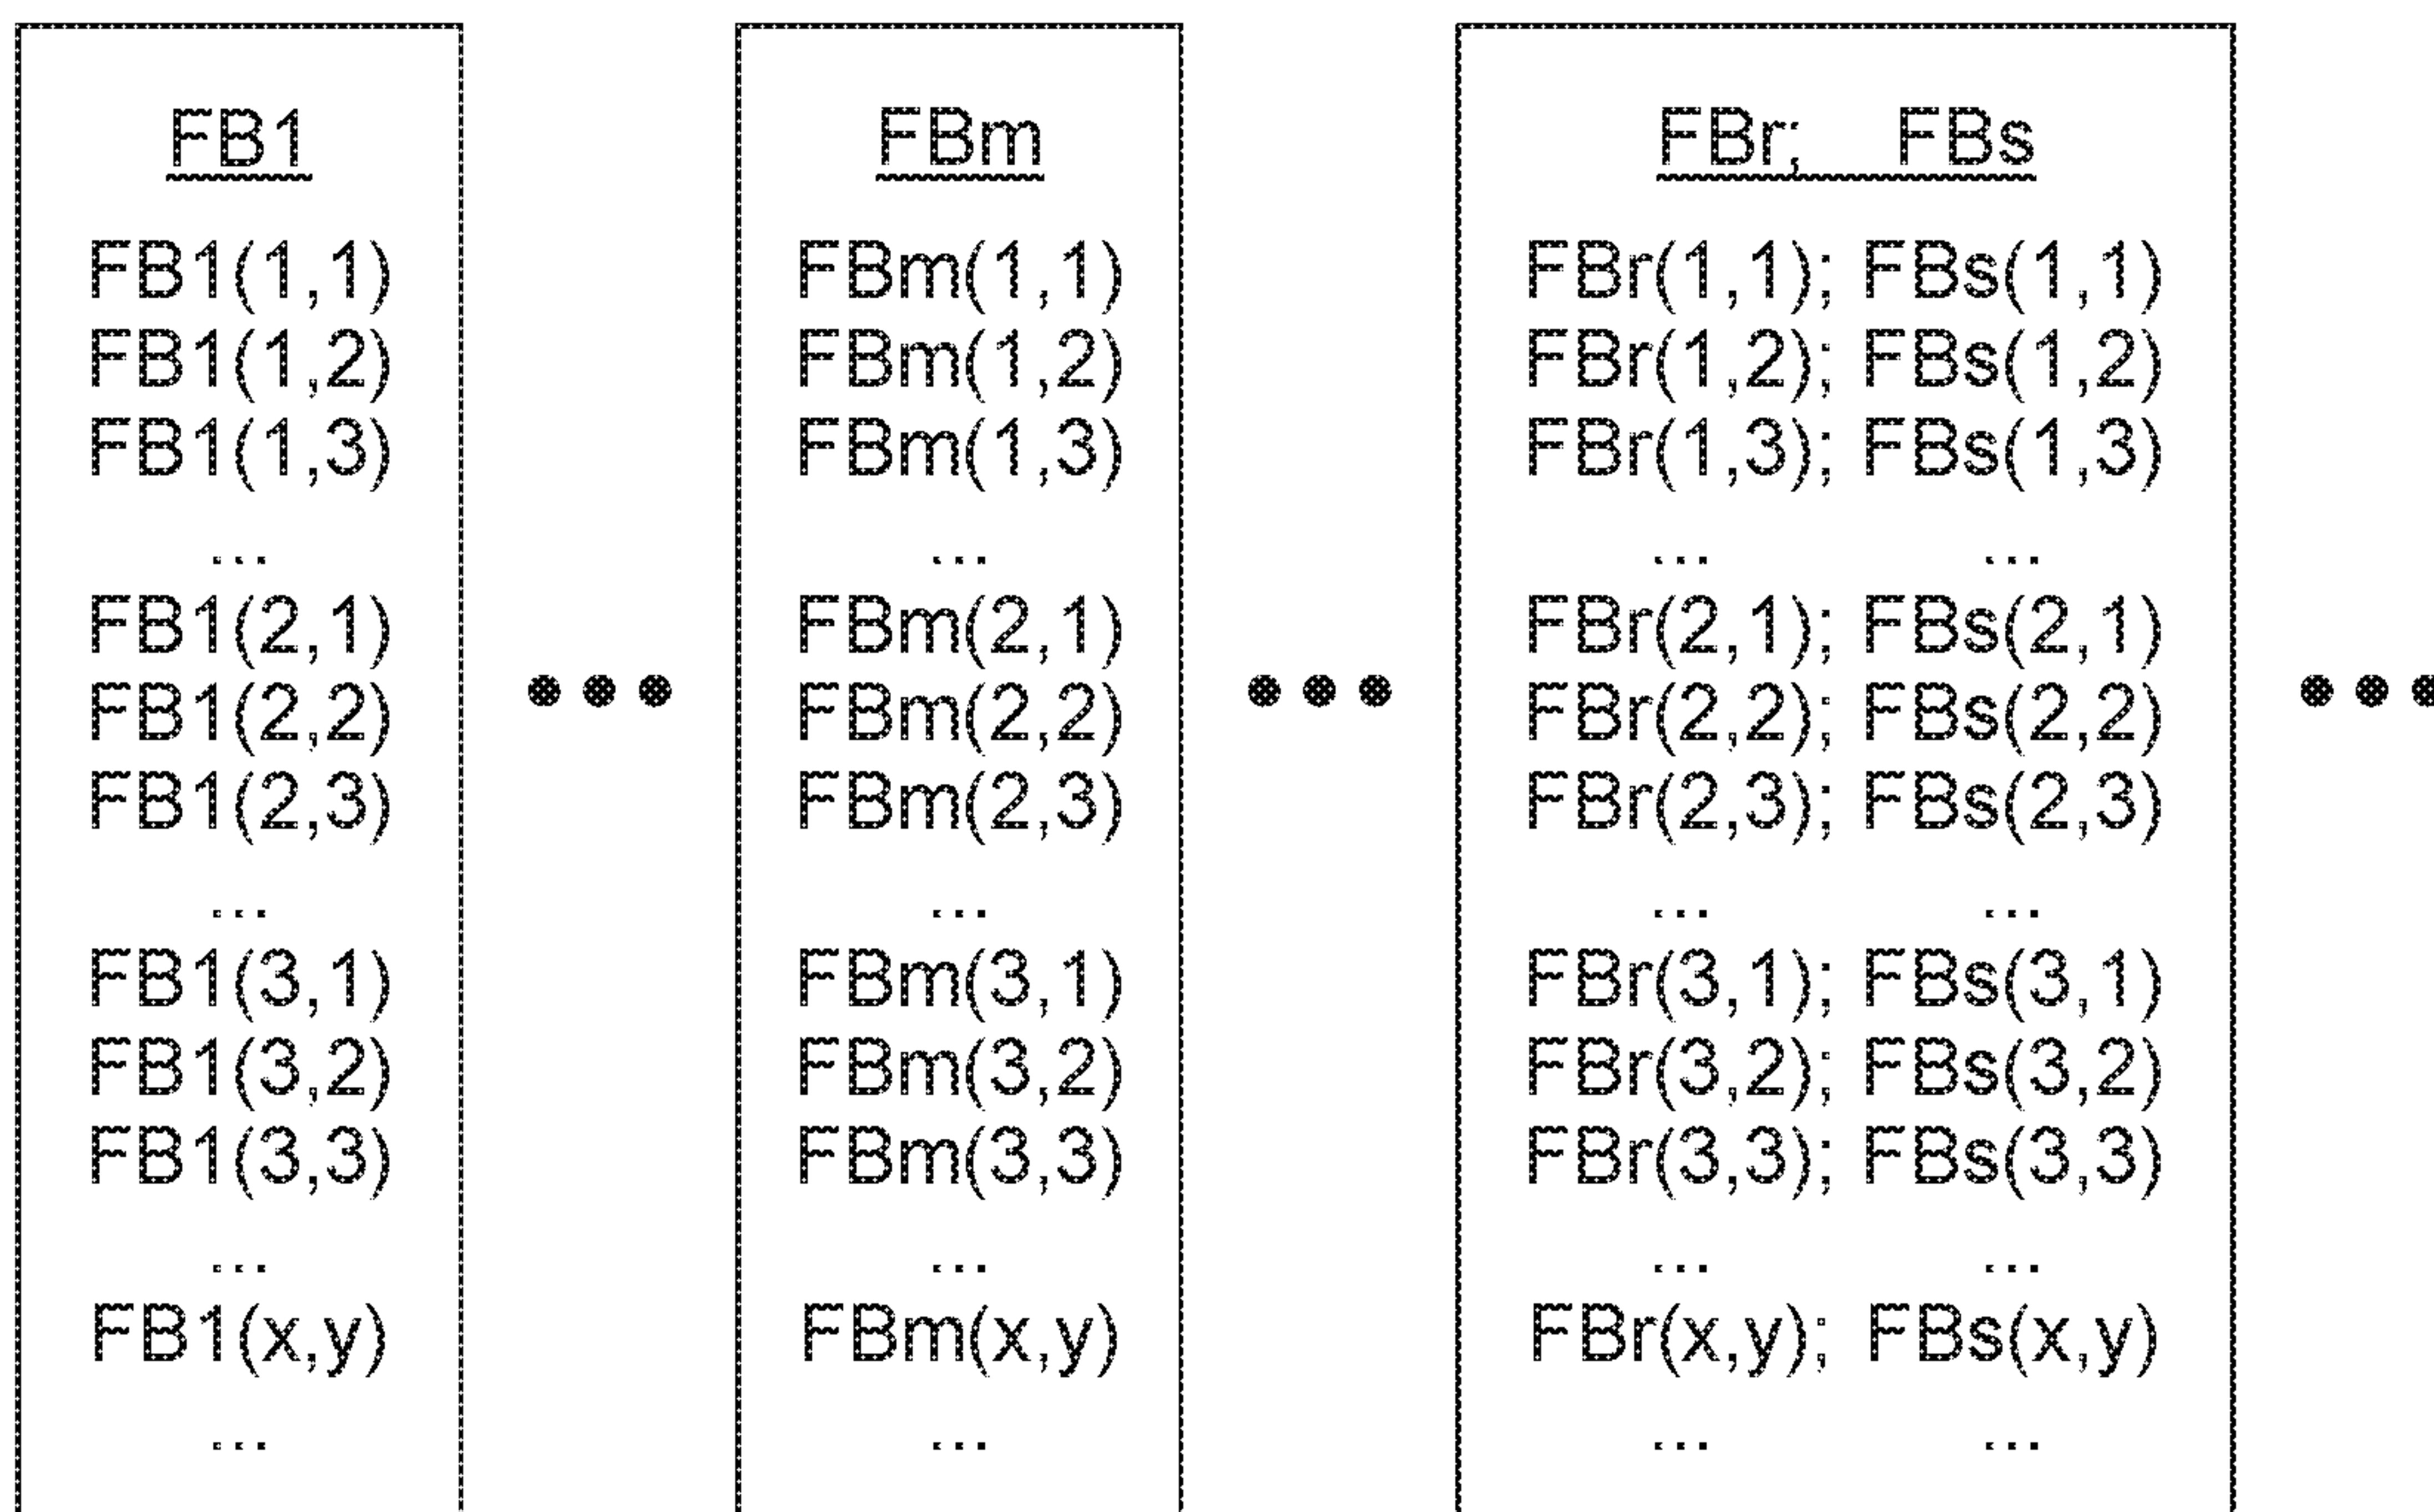 FB1
FB1(1,1)
FB1(1,2)
FB1(1,3)
...
FB1(2,1)
FB1(2,2)
FB1(2,3)
...
FB1(3,1)
FB1(3,2)
FB1(3,3)
...
FB1(x,y)
...
FBm
FBm(1,1)
FBm(1,2)
FBm(1,3)
...
FBm(2,1)
FBm(2,2)
FBm(2,3)
...
FBm(3,1)
FBm(3,2)
FBm(3,3)
...
FBm(x,y)
...
FBr; FBs
FBr(1,1); FBs(1,1)
FBr(1,2); FBs(1,2)
FBr(1,3); FBs(1,3)
... ...
FBr(2,1); FBs(2,1)
FBr(2,2); FBs(2,2)
FBr(2,3); FBs(2,3)
... ...
FBr(3,1); FBs(3,1)
FBr(3,2); FBs(3,2)
FBr(3,3); FBs(3,3)
... ...
FBr(x,y); FBs(x,y)
... ...